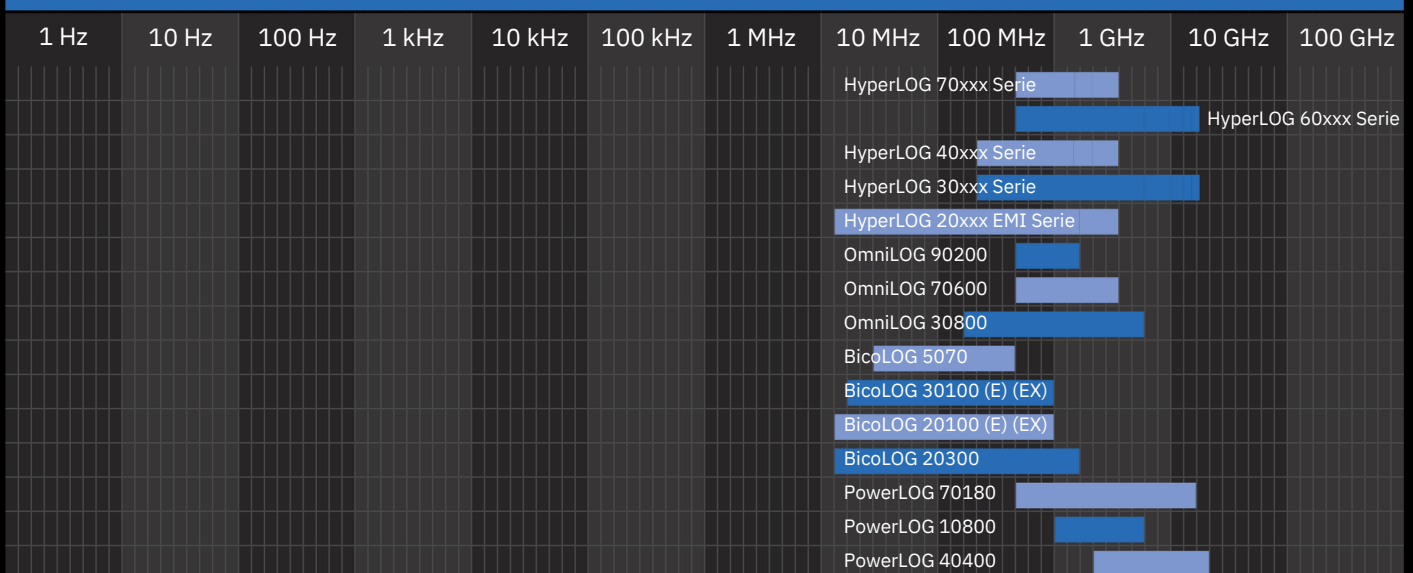 1 Hz 10 Hz 100 Hz 1 kHz 10 kHz 100 kHz 1 MHz 10 MHz 100 MHz 1 GHz 10 GHz 100 GHz
HyperLOG 70xxx Serie
HyperLOG 60xxx Serie
HyperLOG 40xxx Serie
HyperLOG 30xxx Serie
HyperLOG 20xxx EMI Serie
OmniLOG 90200
OmniLOG 70600
OmniLOG 30800
BicoLOG 5070
BicoLOG 30100 (E) (EX)
BicoLOG 20100 (E) (EX)
BicoLOG 20300
PowerLOG 70180
PowerLOG 10800
PowerLOG 40400